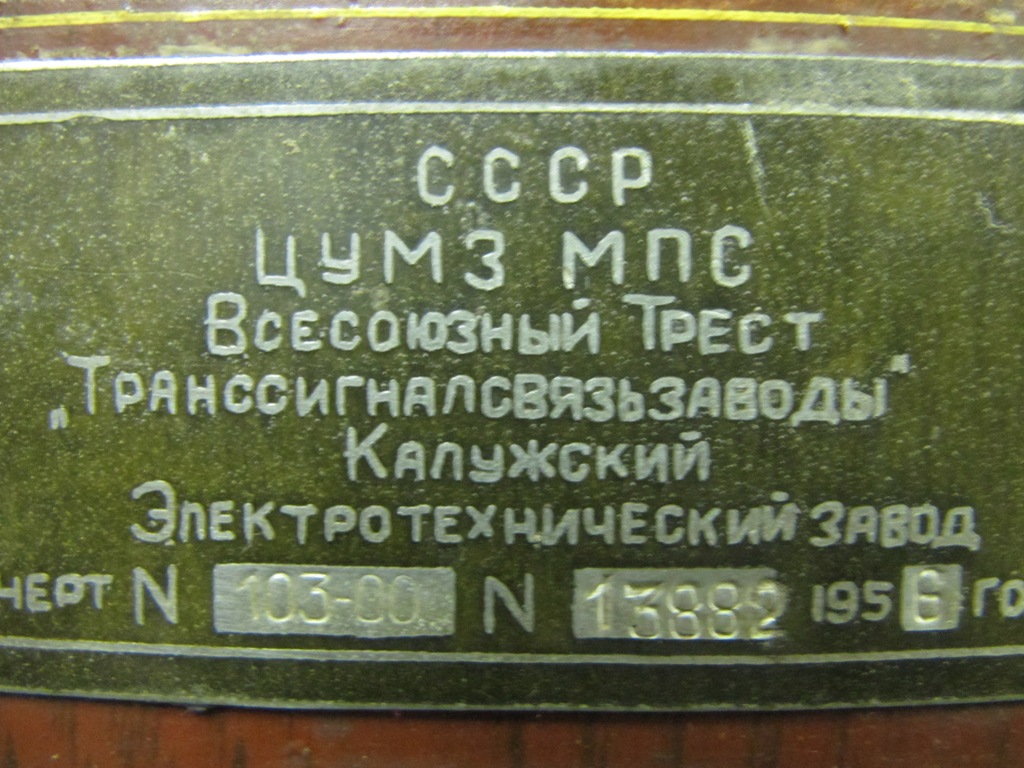 СССР
ЦУМЗ МПС
Всесоюзный Трест
„Транссигналсвязьзаводы“
Калужский
Электротехнический завод
ЧЕРТ N 103-00 N 13882 1956 ГО